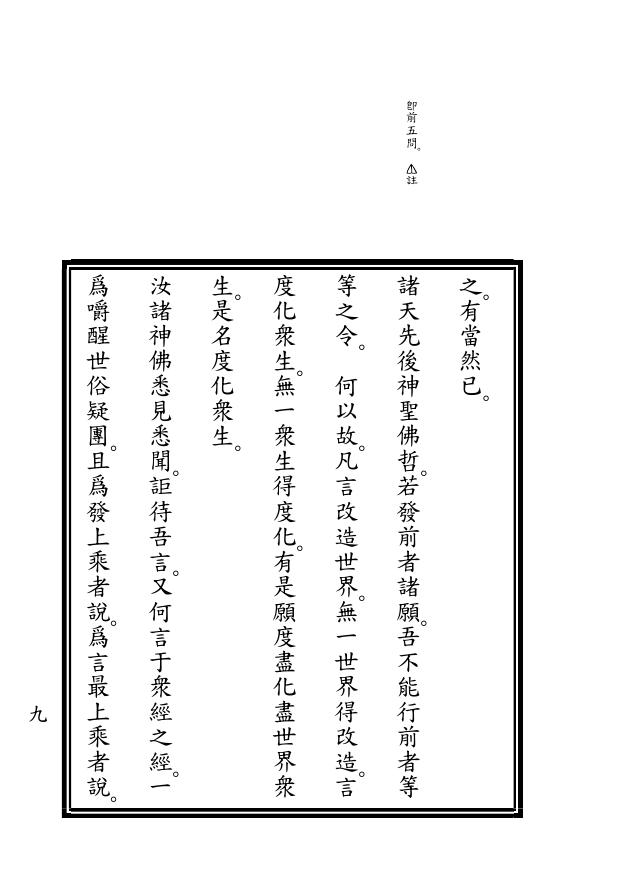 即前五問。 註
之。有當然已。
諸天先後神聖佛哲。若發前者諸願。吾不能行前者等
等之令。 何以故。凡言改造世界。無一世界得改造。言
度化衆生。無一衆生得度化。有是願度盡化盡世界衆
生。是名度化衆生。
汝諸神佛悉見悉聞。詎待吾言。又何言于衆經之經。一
爲嚼醒世俗疑團。且爲發上乘者說。爲言最上乘者說。
九